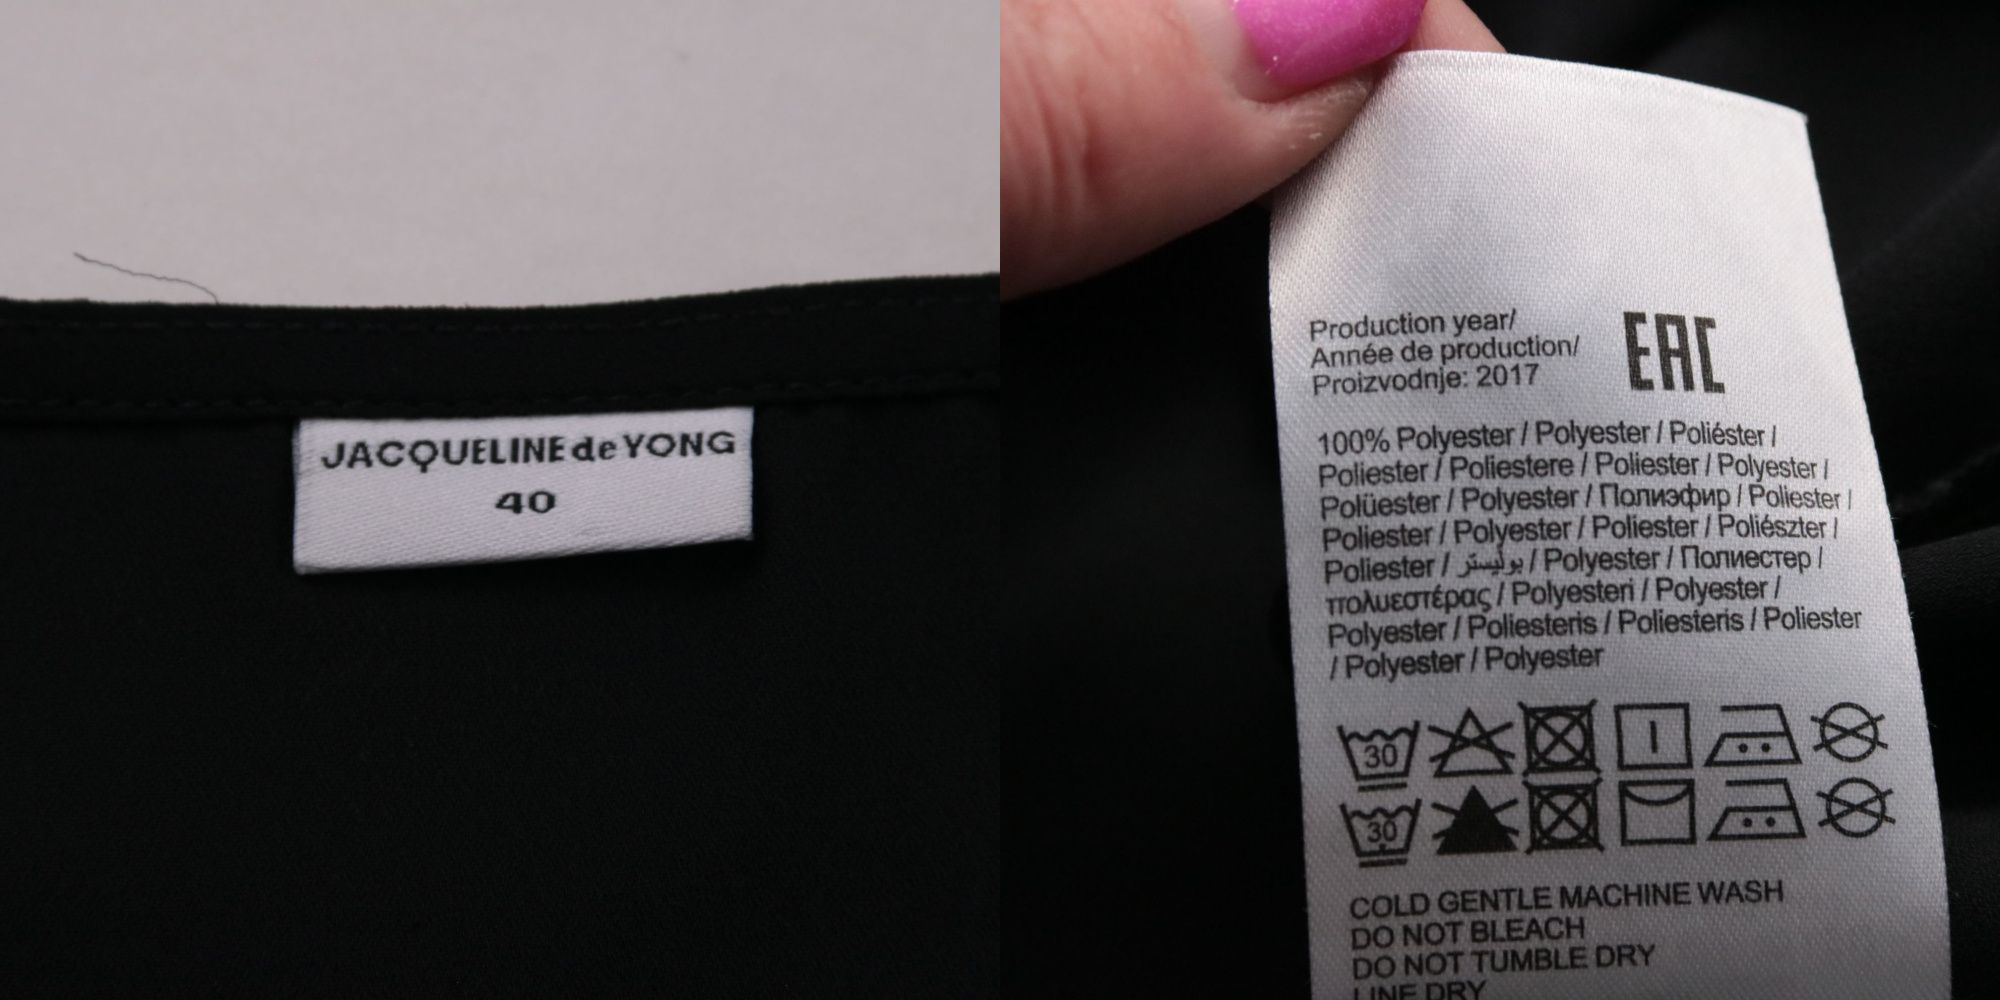 JACQUELINE de YONG
40
Production year/
Année de production/
Proizvodnje: 2017
EAC
100% Polyester / Polyester / Poliéster /
Poliester / Poliestere / Poliester / Polyester /
Polüester / Polyester / Полиэфир / Poliester /
Poliester / Polyester / Poliester / Poliészter /
Poliester / بوليستر / Polyester / Полиестер /
πολυεστέρας / Polyesteri / Polyester /
Polyester / Poliesteris / Poliesteris / Poliester
/ Polyester / Polyester
30
30
COLD GENTLE MACHINE WASH
DO NOT BLEACH
DO NOT TUMBLE DRY
LINE DRY